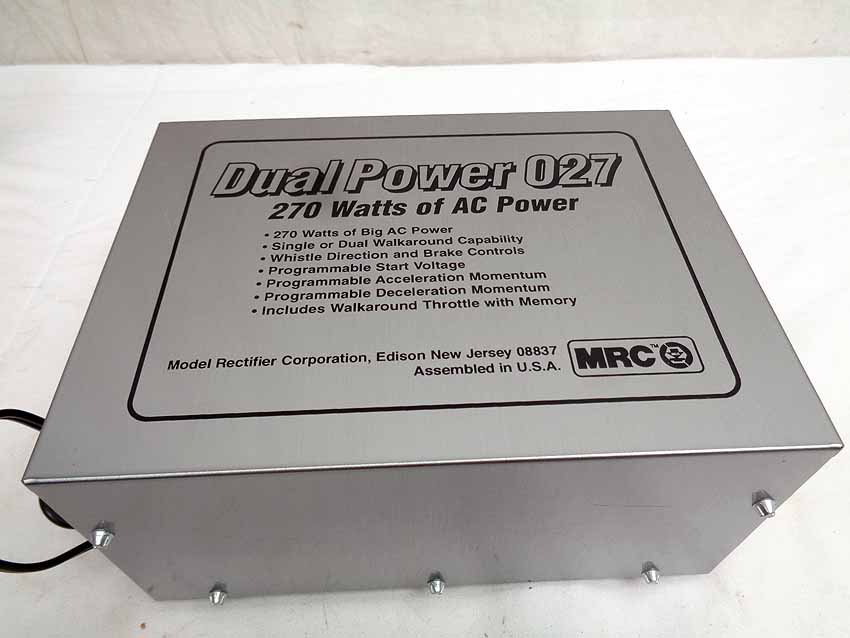 Dual Power 027
270 Watts of AC Power
• 270 Watts of Big AC Power
• Single or Dual Walkaround Capability
• Whistle Direction and Brake Controls
• Programmable Start Voltage
• Programmable Acceleration Momentum
• Programmable Deceleration Momentum
• Includes Walkaround Throttle with Memory
Model Rectifier Corporation, Edison New Jersey 08837
Assembled in U.S.A.
MRC™